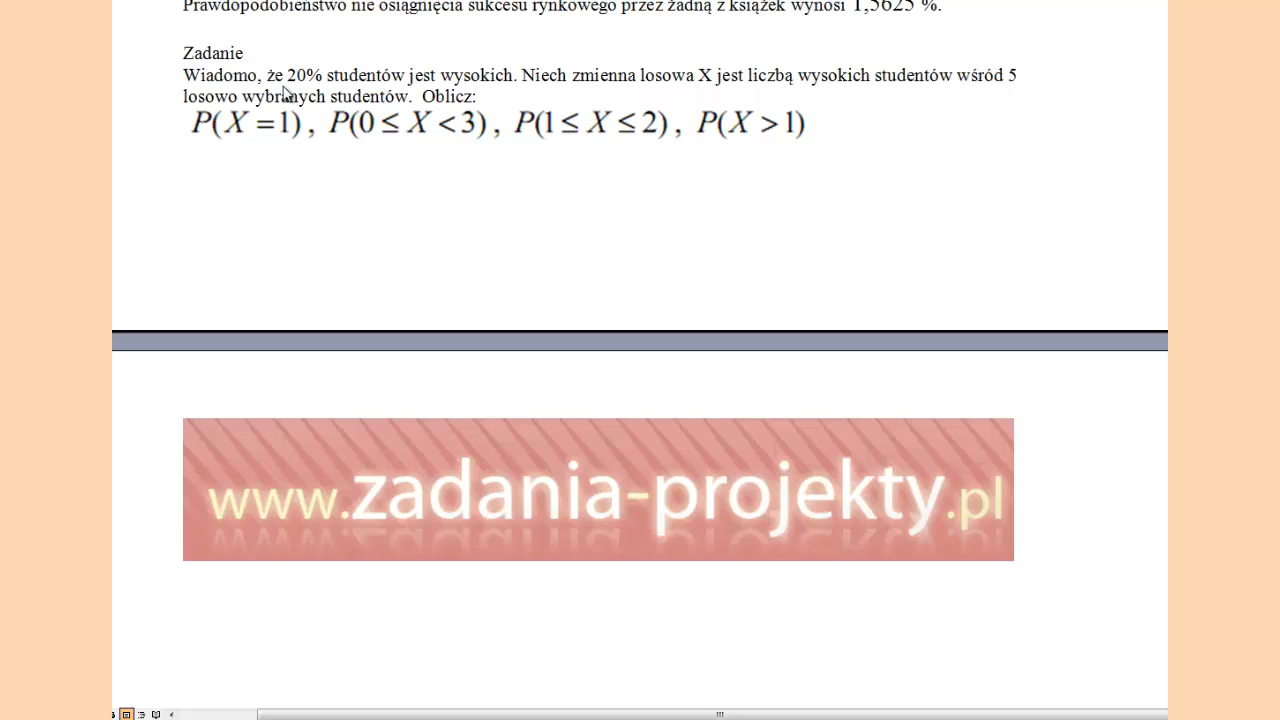 Prawdopodobieństwo nie osiągnięcia sukcesu rynkowego przez żadną z książek wynosi 1,5625 %.
Zadanie
Wiadomo, że 20% studentów jest wysokich. Niech zmienna losowa X jest liczbą wysokich studentów wśród 5
losowo wybranych studentów. Oblicz:
P(X = 1) , P(0 ≤ X < 3) , P(1 ≤ X ≤ 2) , P(X > 1)
www.zadania-projekty.pl